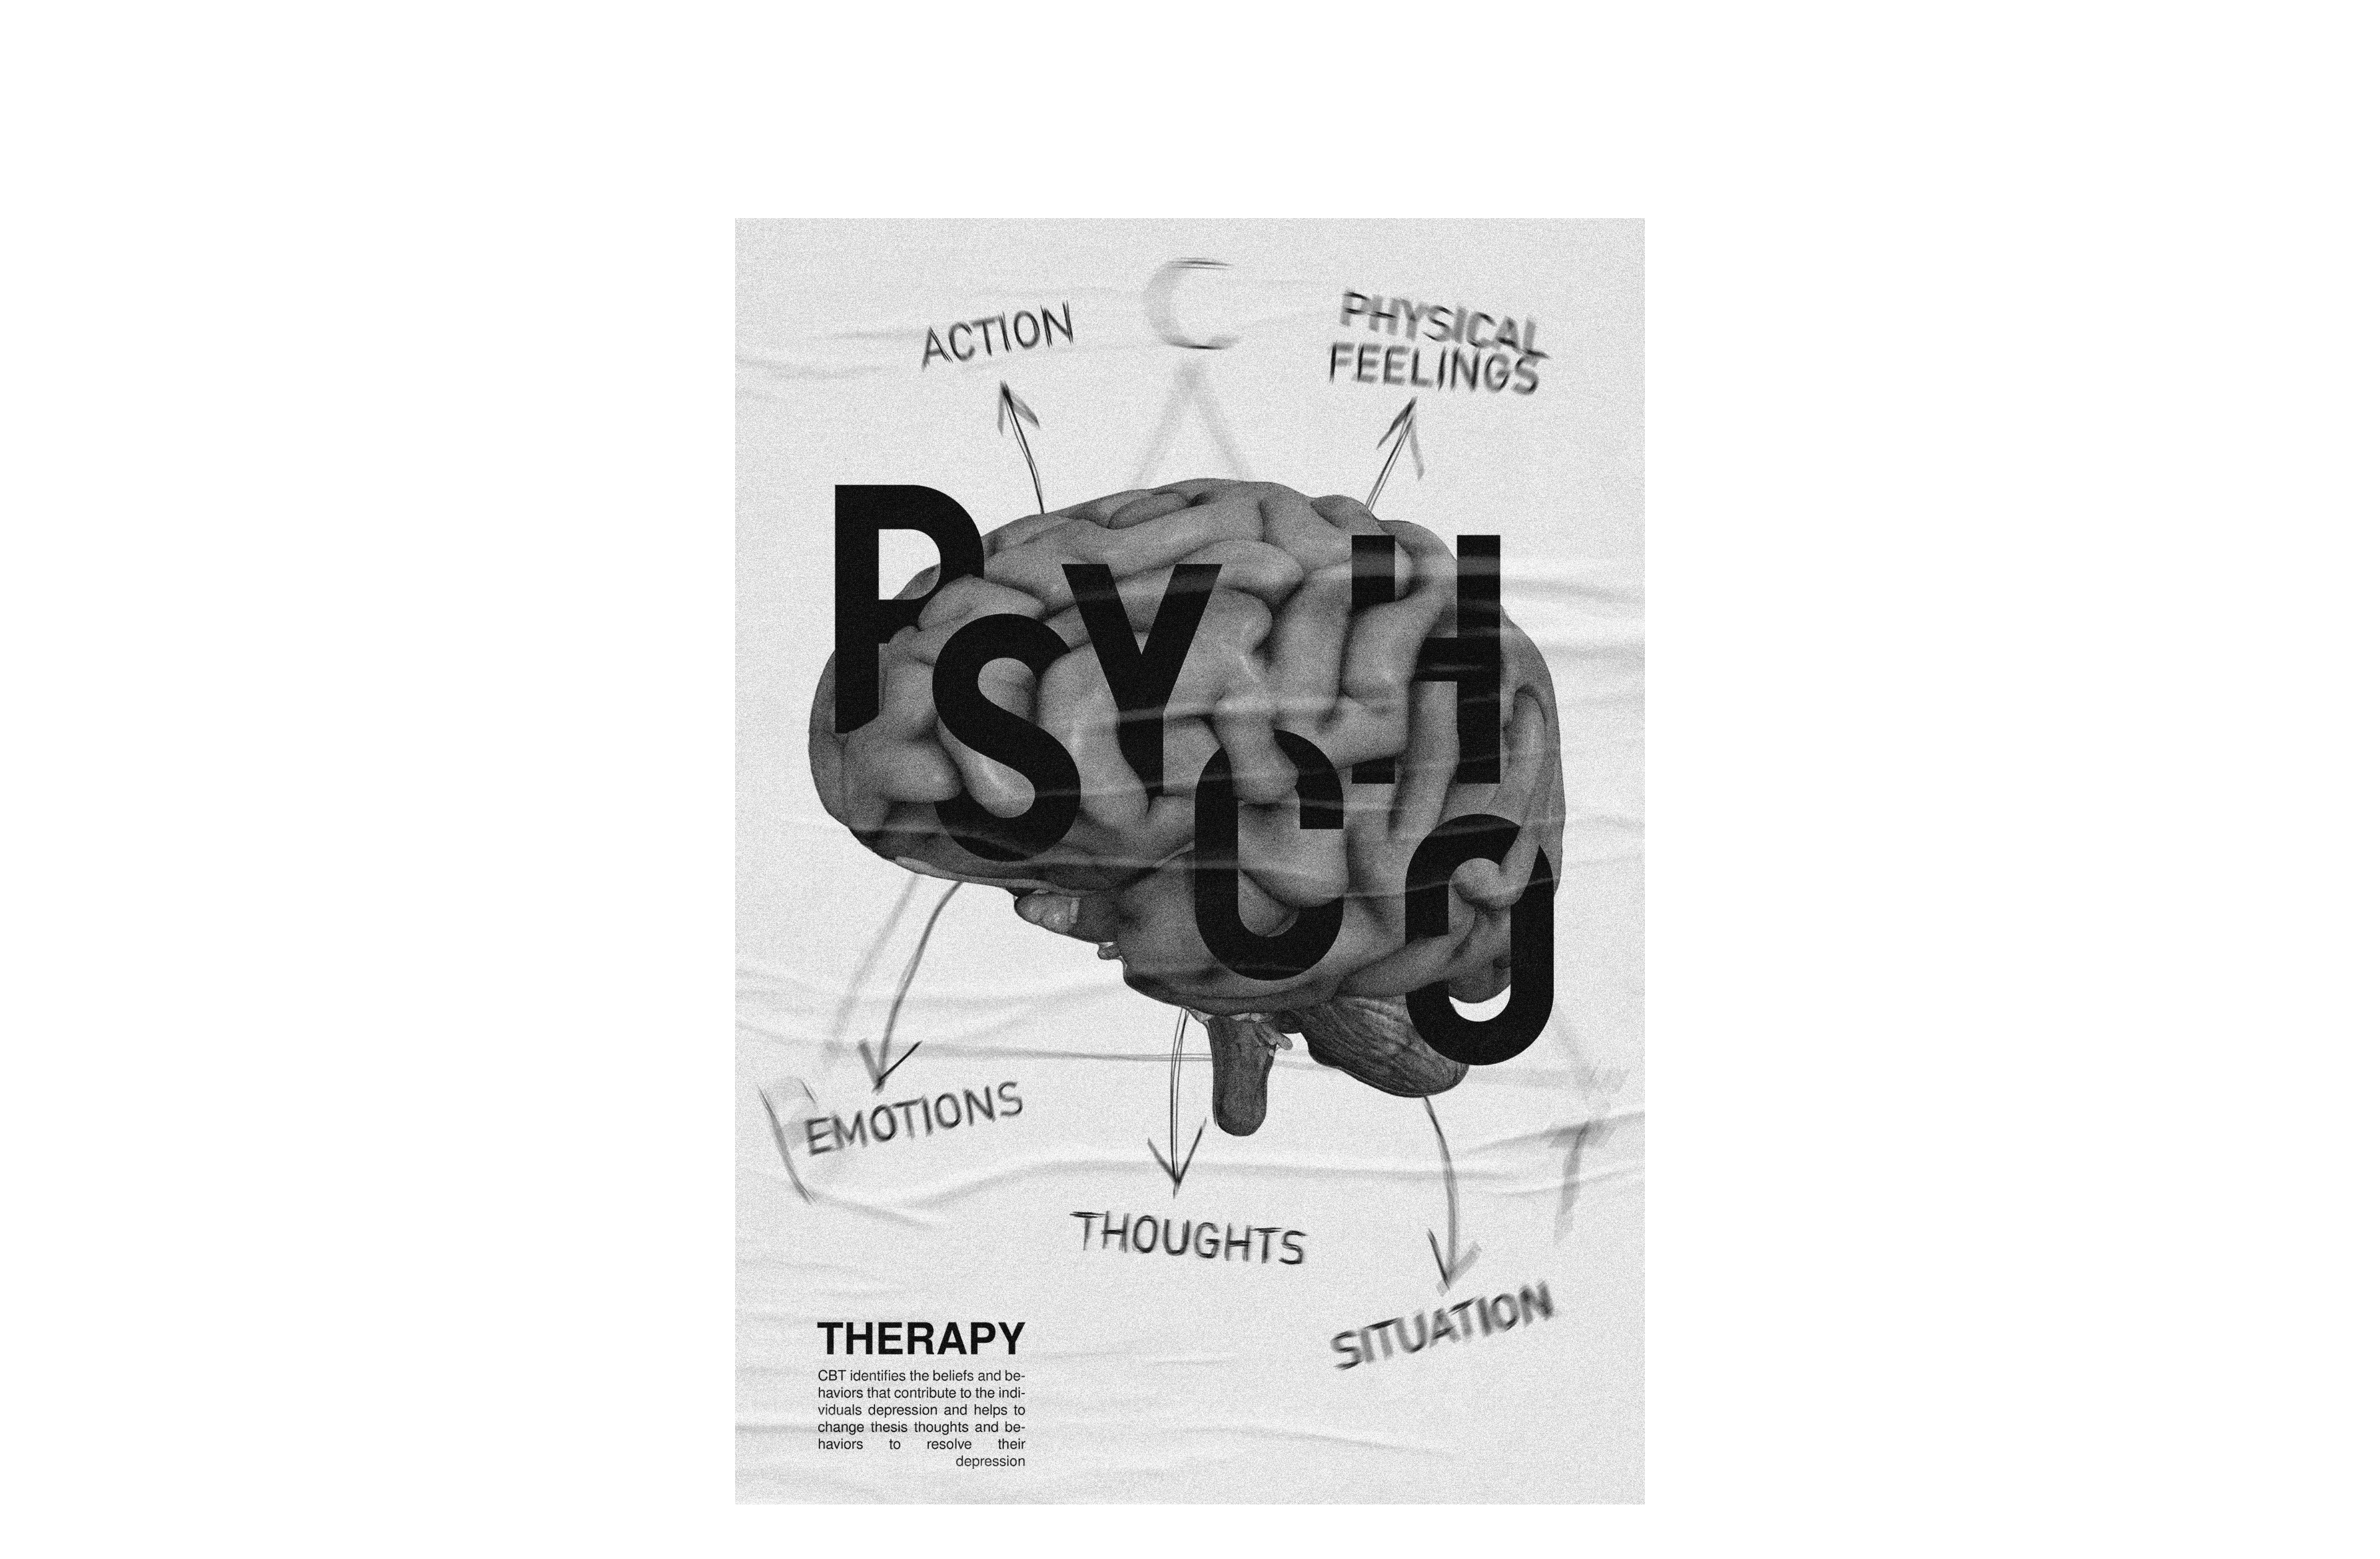 C
ACTION
PHYSICAL
FEELINGS
PSYCHO
EMOTIONS
THOUGHTS
SITUATION
THERAPY
CBT identifies the beliefs and be-
haviors that contribute to the indi-
viduals depression and helps to
change thesis thoughts and be-
haviors to resolve their
depression